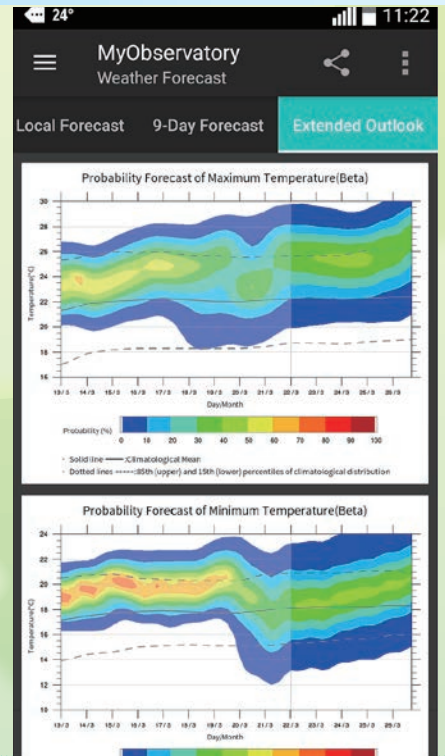 24°
11:22
MyObservatory
Weather Forecast
Local Forecast 9-Day Forecast Extended Outlook
Probability Forecast of Maximum Temperature(Beta)
30
28
26
24
22
20
18
16
Temperature(°C)
13/3 14/3 15/3 16/3 17/3 18/3 19/3 20/3 21/3 22/3 23/3 24/3 25/3 26/3
Day/Month
Probability (%)
0 10 20 30 40 50 60 70 80 90 100
- Solid line ——:Climatological Mean
- Dotted lines -----:85th (upper) and 15th (lower) percentiles of climatological distribution
Probability Forecast of Minimum Temperature(Beta)
24
22
20
18
16
14
12
10
Temperature(°C)
13/3 14/3 15/3 16/3 17/3 18/3 19/3 20/3 21/3 22/3 23/3 24/3 25/3 26/3
Day/Month